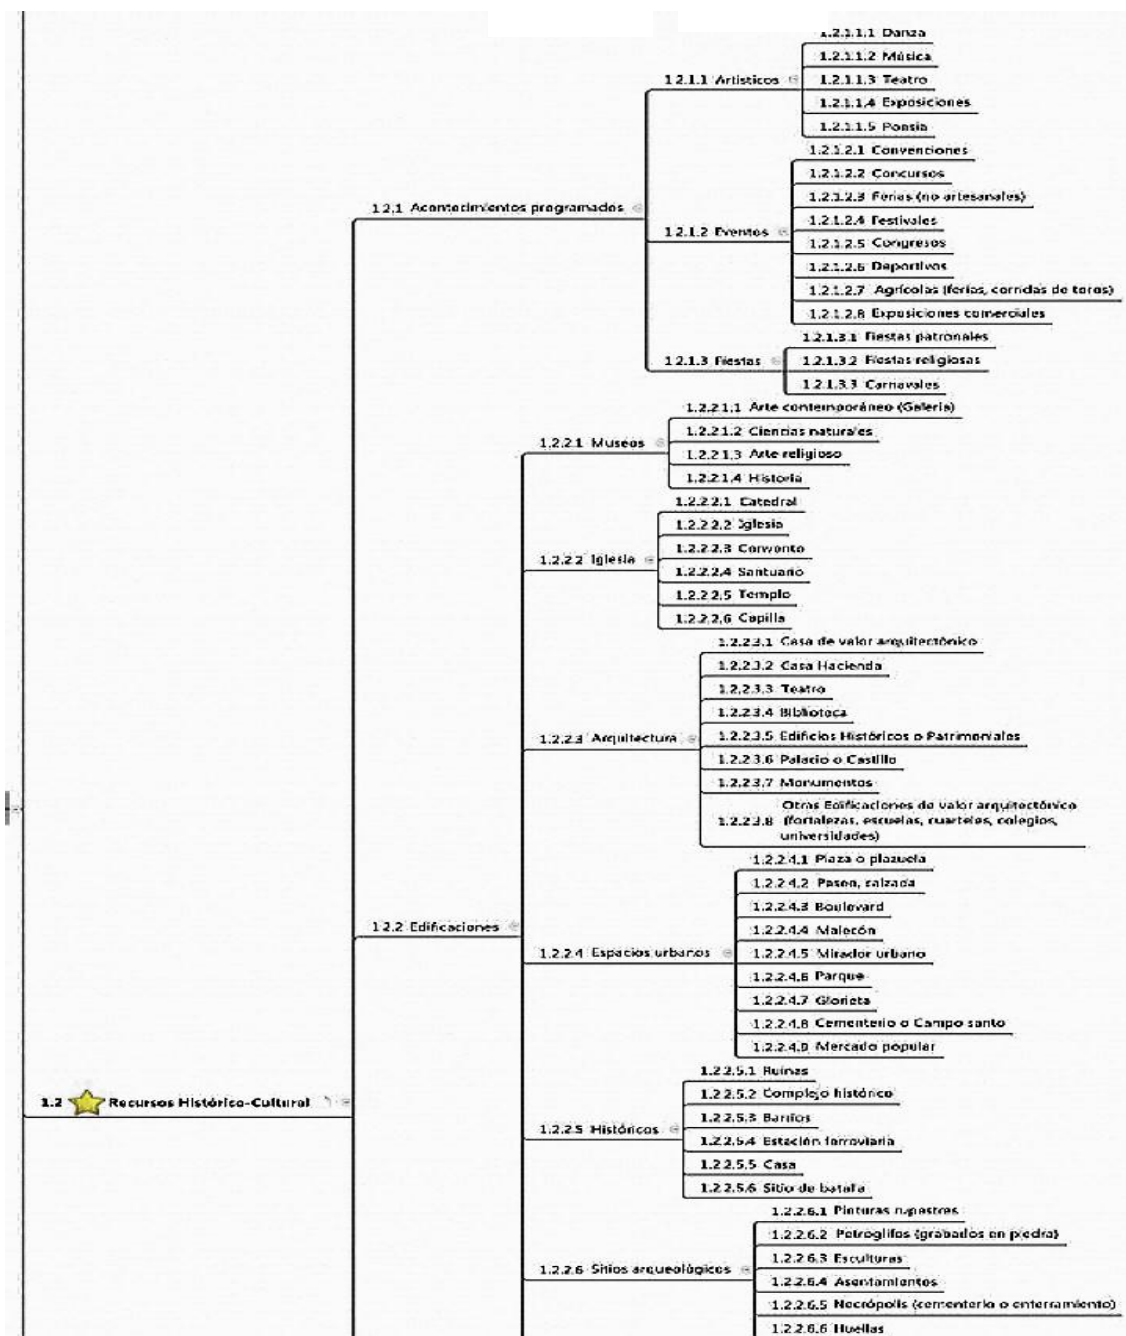 1.2.1.1.1 Danza
1.2.1.1.2 Música
1.2.1.1 Artísticos
1.2.1.1.3 Teatro
1.2.1.1.4 Exposiciones
1.2.1.1.5 Poesía
1.2.1.2.1 Convenciones
1.2.1.2.2 Concursos
1.2.1.2.3 Ferias (no artesanales)
1.2.1 Acontecimientos programados
1.2.1.2.4 Festivales
1.2.1.2 Eventos
1.2.1.2.5 Congresos
1.2.1.2.6 Deportivos
1.2.1.2.7 Agrícolas (ferias, corridas de toros)
1.2.1.2.8 Exposiciones comerciales
1.2.1.3.1 Fiestas patronales
1.2.1.3 Fiestas
1.2.1.3.2 Fiestas religiosas
1.2.1.3.3 Carnavales
1.2.2.1.1 Arte contemporáneo (Galería)
1.2.2.1.2 Ciencias naturales
1.2.2.1 Museos
1.2.2.1.3 Arte religioso
1.2.2.1.4 Historia
1.2.2.2.1 Catedral
1.2.2.2.2 Iglesia
1.2.2.2.3 Convento
1.2.2.2 Iglesia
1.2.2.2.4 Santuario
1.2.2.2.5 Templo
1.2.2.2.6 Capilla
1.2.2.3.1 Casa de valor arquitectónico
1.2.2.3.2 Casa Hacienda
1.2.2.3.3 Teatro
1.2.2.3.4 Biblioteca
1.2.2.3 Arquitectura
1.2.2.3.5 Edificios Históricos o Patrimoniales
1.2.2.3.6 Palacio o Castillo
1.2.2.3.7 Monumentos
Otras Edificaciones de valor arquitectónico
1.2.2.3.8 (fortalezas, escuelas, cuarteles, colegios,
universidades)
1.2.2.4.1 Plaza o plazuela
1.2.2.4.2 Paseo, calzada
1.2.2.4.3 Boulevard
1.2.2 Edificaciones
1.2.2.4.4 Malecón
1.2.2.4 Espacios urbanos
1.2.2.4.5 Mirador urbano
1.2.2.4.6 Parque
1.2.2.4.7 Glorieta
1.2.2.4.8 Cementerio o Campo santo
1.2.2.4.9 Mercado popular
1.2.2.5.1 Ruinas
1.2.2.5.2 Complejo histórico
1.2 Recursos Histórico-Cultural
1.2.2.5.3 Barrios
1.2.2.5 Históricos
1.2.2.5.4 Estación ferroviaria
1.2.2.5.5 Casa
1.2.2.5.6 Sitio de batalla
1.2.2.6.1 Pinturas rupestres
1.2.2.6.2 Petroglifos (grabados en piedra)
1.2.2.6.3 Esculturas
1.2.2.6 Sitios arqueológicos
1.2.2.6.4 Asentamientos
1.2.2.6.5 Necrópolis (cementerio o enterramiento)
1.2.2.6.6 Huellas